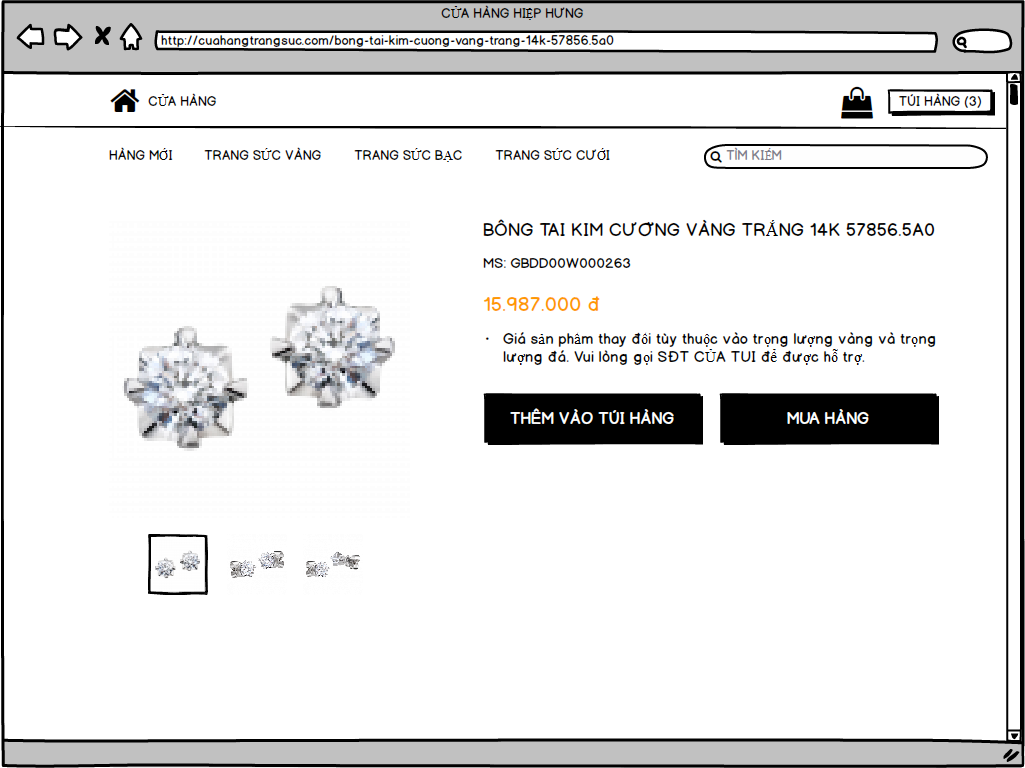 CỬA HÀNG HIỆP HƯNG
http://cuahangtrangsuc.com/bong-tai-kim-cuong-vang-trang-14k-57856.5a0
CỬA HÀNG
TÚI HÀNG (3)
HÀNG MỚI
TRANG SỨC VÀNG
TRANG SỨC BẠC
TRANG SỨC CƯỚI
TÌM KIẾM
BÔNG TAI KIM CƯƠNG VÀNG TRẮNG 14K 57856.5A0
MS: GBDD00W000263
15.987.000 đ
· Giá sản phẩm thay đổi tùy thuộc vào trọng lượng vàng và trọng
lượng đá. Vui lòng gọi SĐT CỦA TUI để được hỗ trợ.
THÊM VÀO TÚI HÀNG
MUA HÀNG